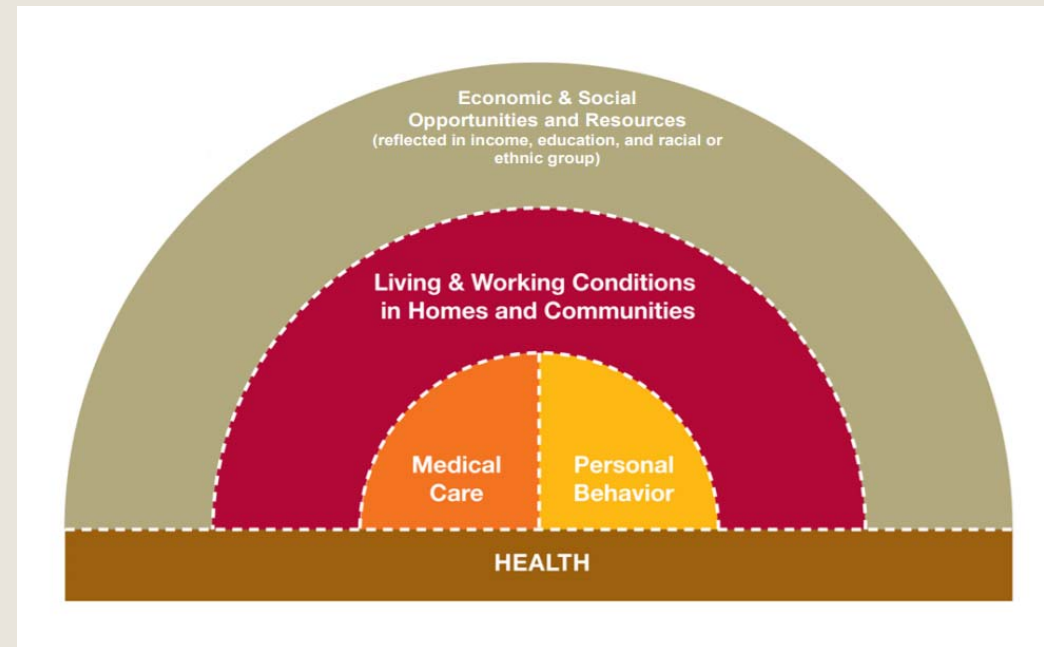 Economic & Social
Opportunities and Resources
(reflected in income, education, and racial or
ethnic group)
Living & Working Conditions
in Homes and Communities
Medical
Care
Personal
Behavior
HEALTH